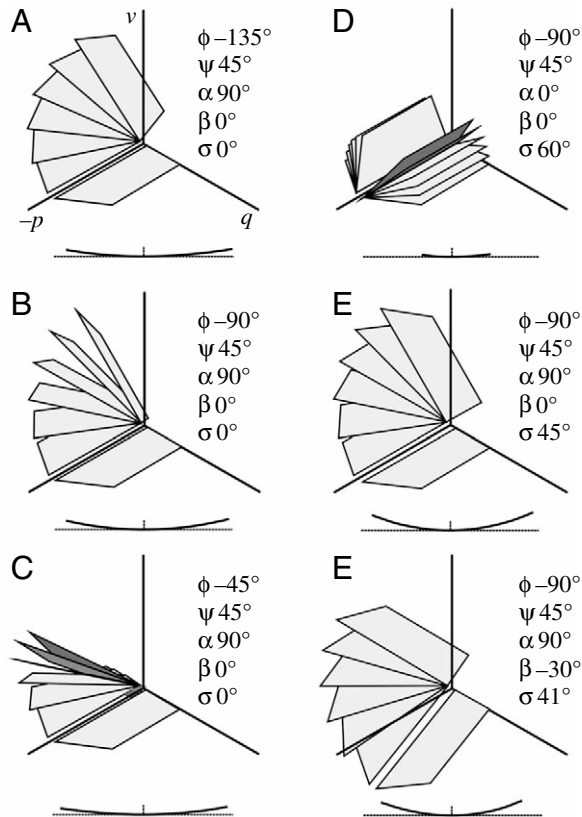 A
v
φ –135°
ψ 45°
α 90°
β 0°
σ 0°
–p
q
B
φ –90°
ψ 45°
α 90°
β 0°
σ 0°
C
φ –45°
ψ 45°
α 90°
β 0°
σ 0°
D
φ –90°
ψ 45°
α 0°
β 0°
σ 60°
E
φ –90°
ψ 45°
α 90°
β 0°
σ 45°
E
φ –90°
ψ 45°
α 90°
β –30°
σ 41°